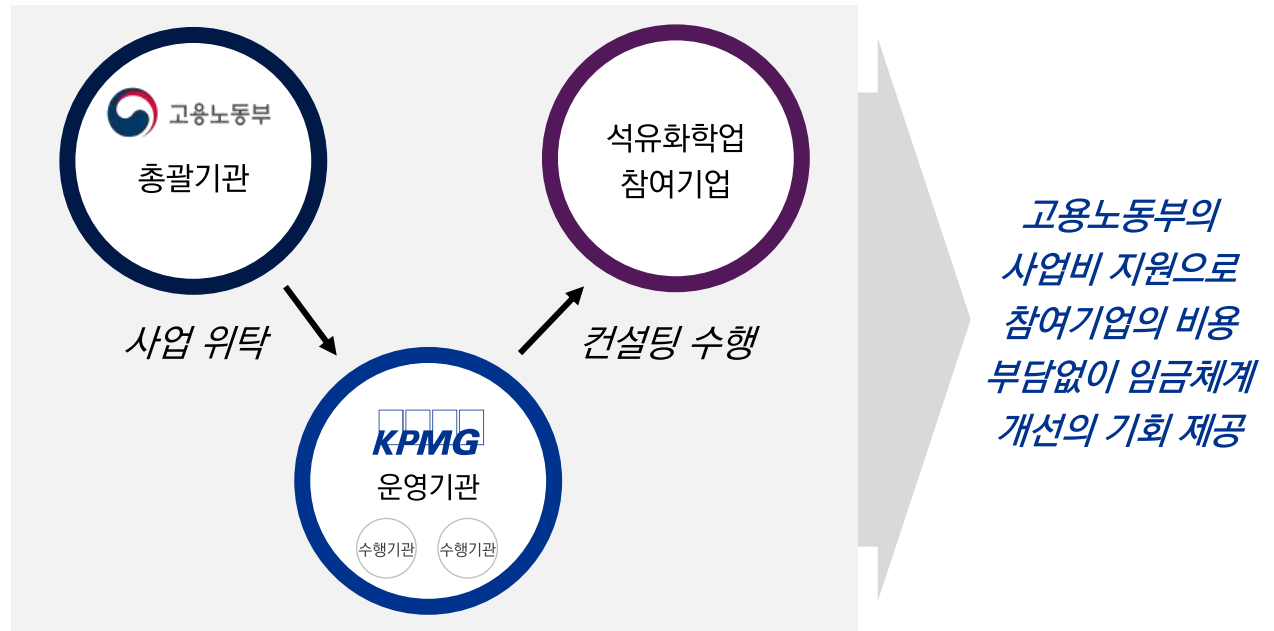 고용노동부
총괄기관
석유화학업
참여기업
사업 위탁
컨설팅 수행
KPMG
운영기관
수행기관
수행기관
고용노동부의
사업비 지원으로
참여기업의 비용
부담없이 임금체계
개선의 기회 제공